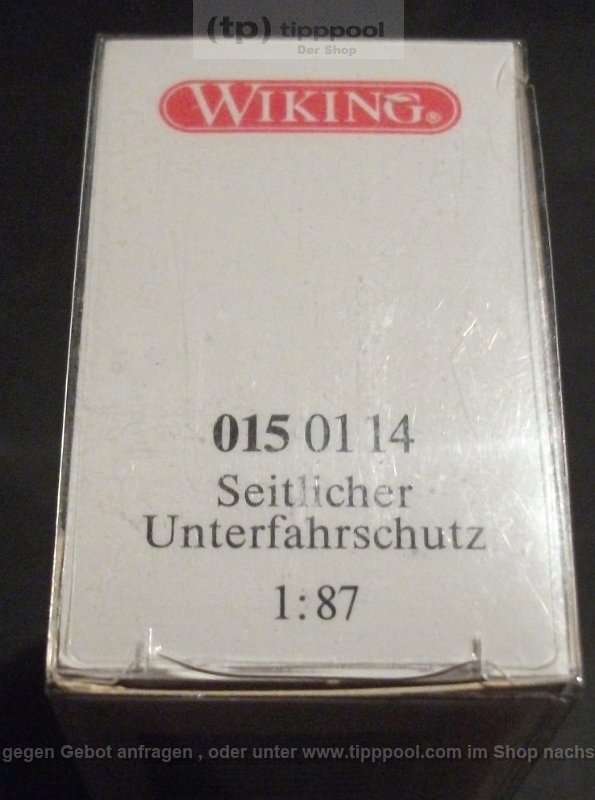 (tp) tipppool
Der Shop
WIKING®
015 01 14
Seitlicher
Unterfahrschutz
1:87
gegen Gebot anfragen , oder unter www.tipppool.com im Shop nachs